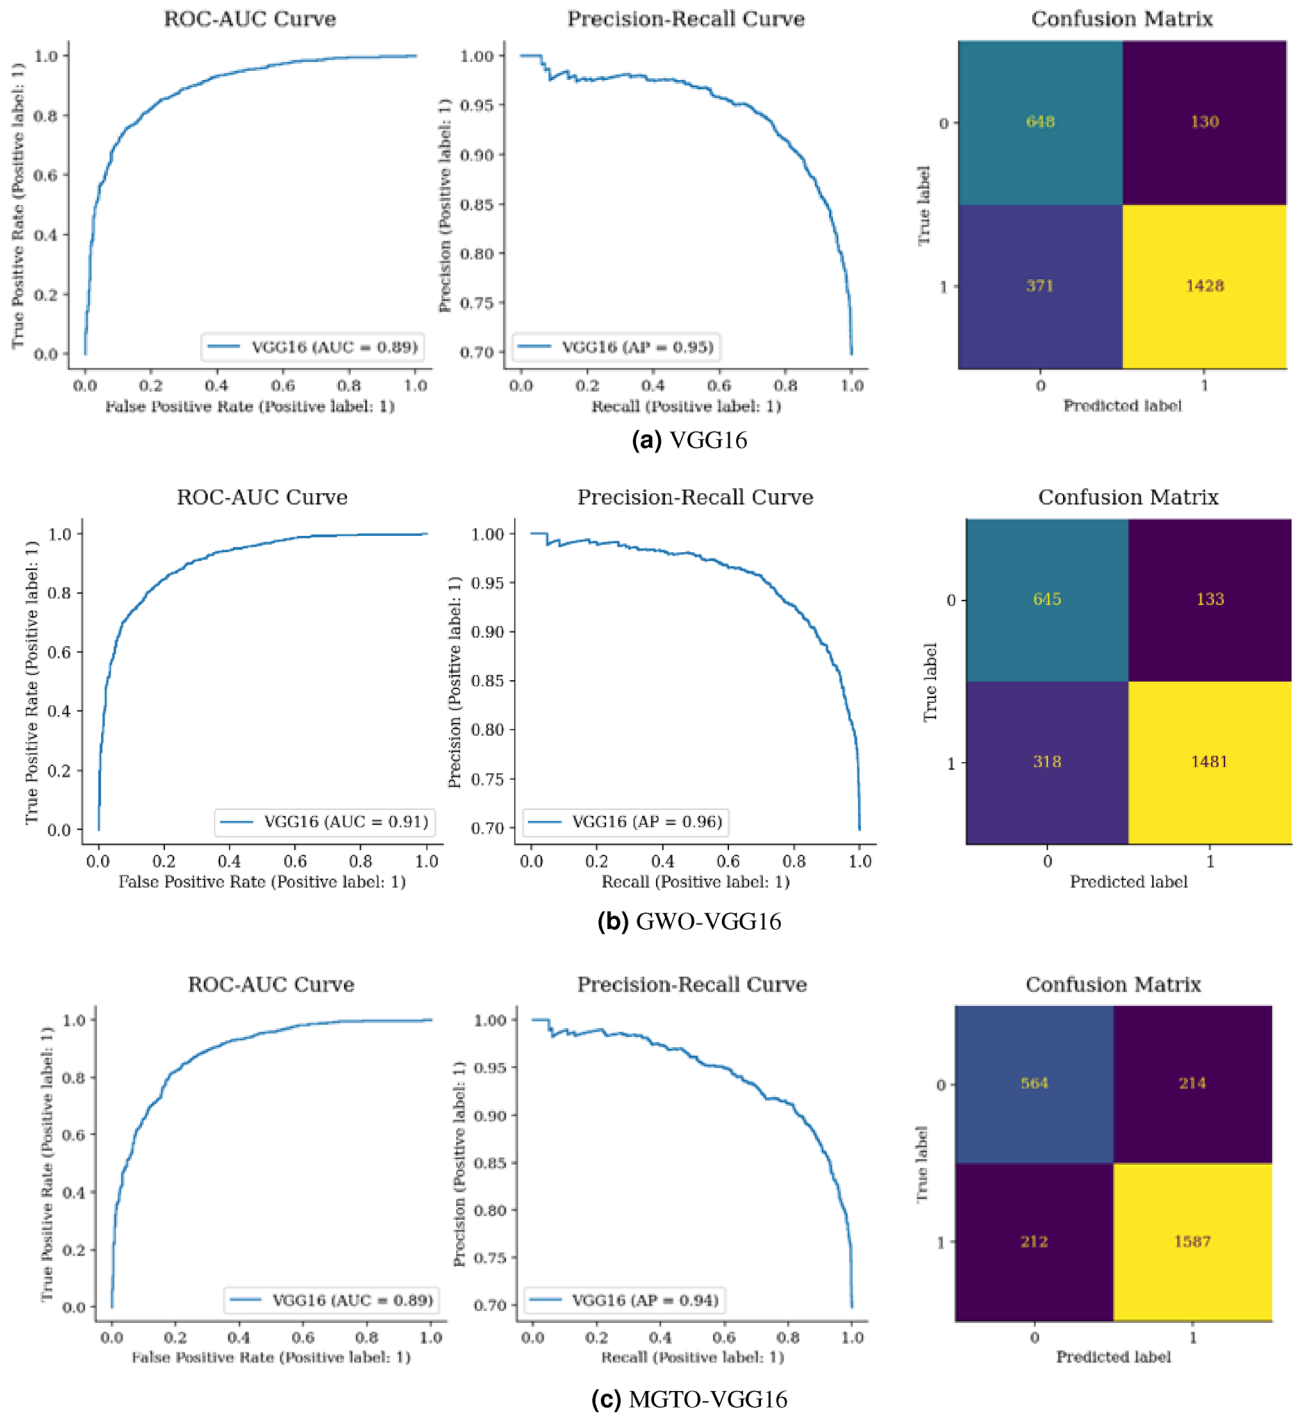 ROC-AUC Curve
Precision-Recall Curve
Confusion Matrix
True Positive Rate (Positive label: 1)
1.0
0.8
0.6
0.4
0.2
0.0
VGG16 (AUC = 0.89)
0.0 0.2 0.4 0.6 0.8 1.0
False Positive Rate (Positive label: 1)
Precision (Positive label: 1)
1.00
0.95
0.90
0.85
0.80
0.75
0.70
VGG16 (AP = 0.95)
0.0 0.2 0.4 0.6 0.8 1.0
Recall (Positive label: 1)
True label
0
1
648 130
371 1428
0 1
Predicted label
(a) VGG16
ROC-AUC Curve
Precision-Recall Curve
Confusion Matrix
True Positive Rate (Positive label: 1)
1.0
0.8
0.6
0.4
0.2
0.0
VGG16 (AUC = 0.91)
0.0 0.2 0.4 0.6 0.8 1.0
False Positive Rate (Positive label: 1)
Precision (Positive label: 1)
1.00
0.95
0.90
0.85
0.80
0.75
0.70
VGG16 (AP = 0.96)
0.0 0.2 0.4 0.6 0.8 1.0
Recall (Positive label: 1)
True label
0
1
645 133
318 1481
0 1
Predicted label
(b) GWO-VGG16
ROC-AUC Curve
Precision-Recall Curve
Confusion Matrix
True Positive Rate (Positive label: 1)
1.0
0.8
0.6
0.4
0.2
0.0
VGG16 (AUC = 0.89)
0.0 0.2 0.4 0.6 0.8 1.0
False Positive Rate (Positive label: 1)
Precision (Positive label: 1)
1.00
0.95
0.90
0.85
0.80
0.75
0.70
VGG16 (AP = 0.94)
0.0 0.2 0.4 0.6 0.8 1.0
Recall (Positive label: 1)
True label
0
1
564 214
212 1587
0 1
Predicted label
(c) MGTO-VGG16